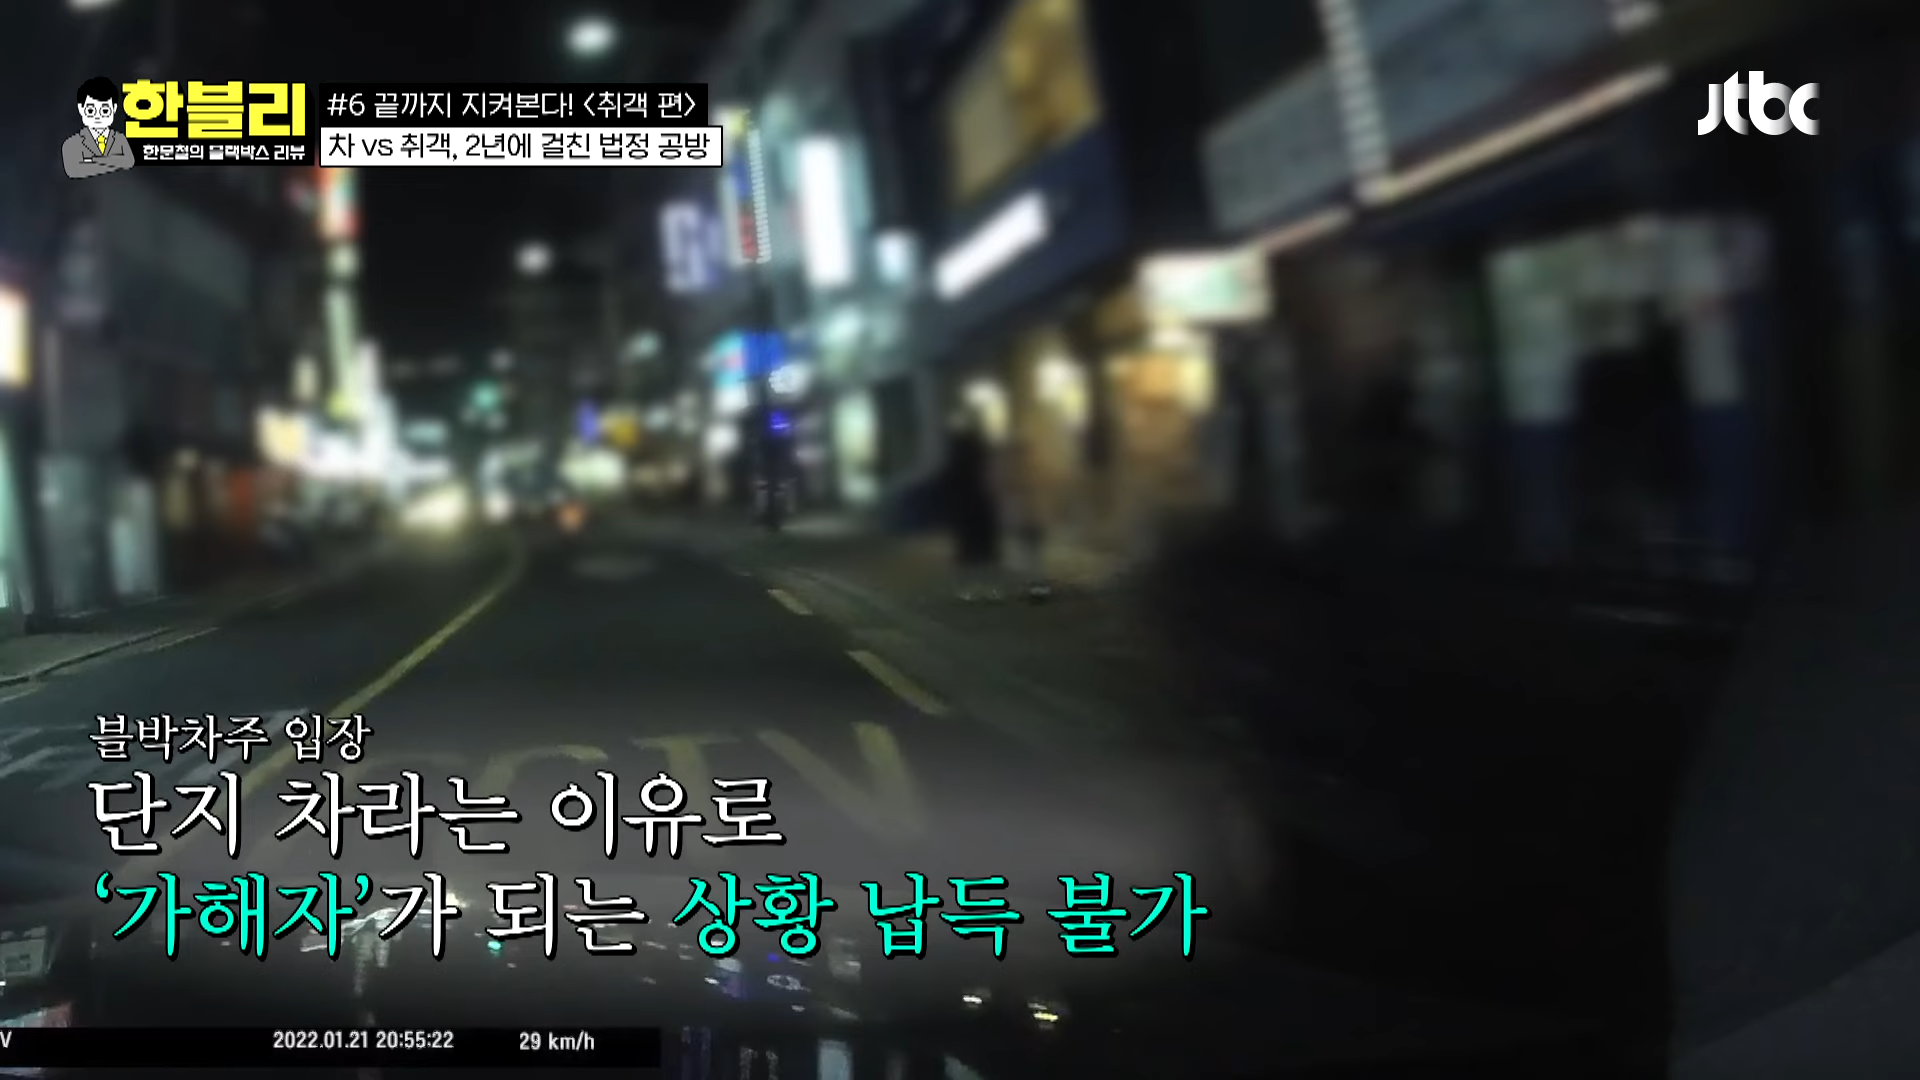 한블리
한문철의 블랙박스 리뷰
#6 끝까지 지켜본다! <취객 편>
차 vs 취객, 2년에 걸친 법정 공방
jtbc
CCTV
블박차주 입장
단지 차라는 이유로
‘가해자’가 되는 상황 납득 불가
V 2022.01.21 20:55:22 29 km/h